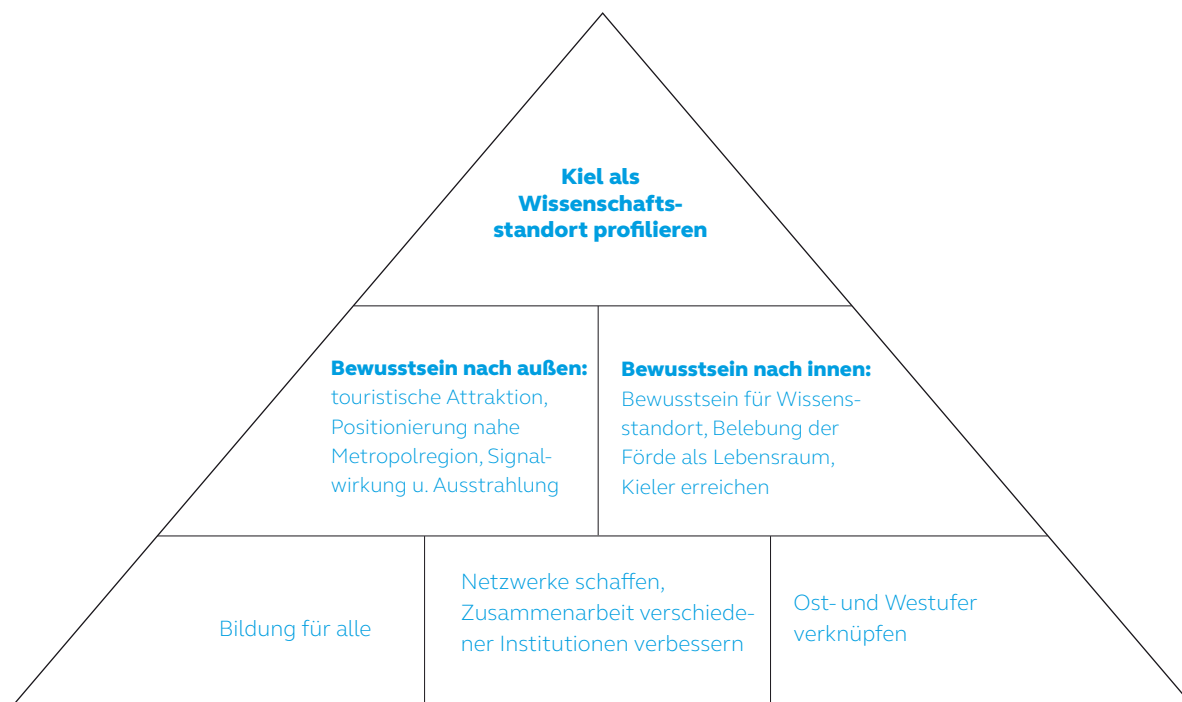 Kiel als
Wissenschafts-
standort profilieren
Bewusstsein nach außen:
touristische Attraktion,
Positionierung nahe
Metropolregion, Signal-
wirkung u. Ausstrahlung
Bewusstsein nach innen:
Bewusstsein für Wissens-
standort, Belebung der
Förde als Lebensraum,
Kieler erreichen
Bildung für alle
Netzwerke schaffen,
Zusammenarbeit verschiede-
ner Institutionen verbessern
Ost- und Westufer
verknüpfen